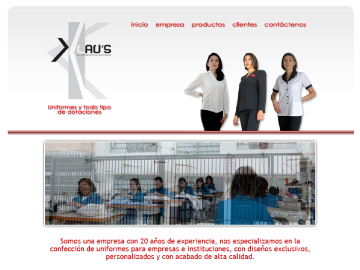 inicio empresa productos clientes contáctenos
LAU'S
Uniformes y todo tipo
de dotaciones
Somos una empresa con 20 años de experiencia, nos especializamos en la
confección de uniformes para empresas e instituciones, con diseños exclusivos,
personalizados y con acabado de alta calidad.